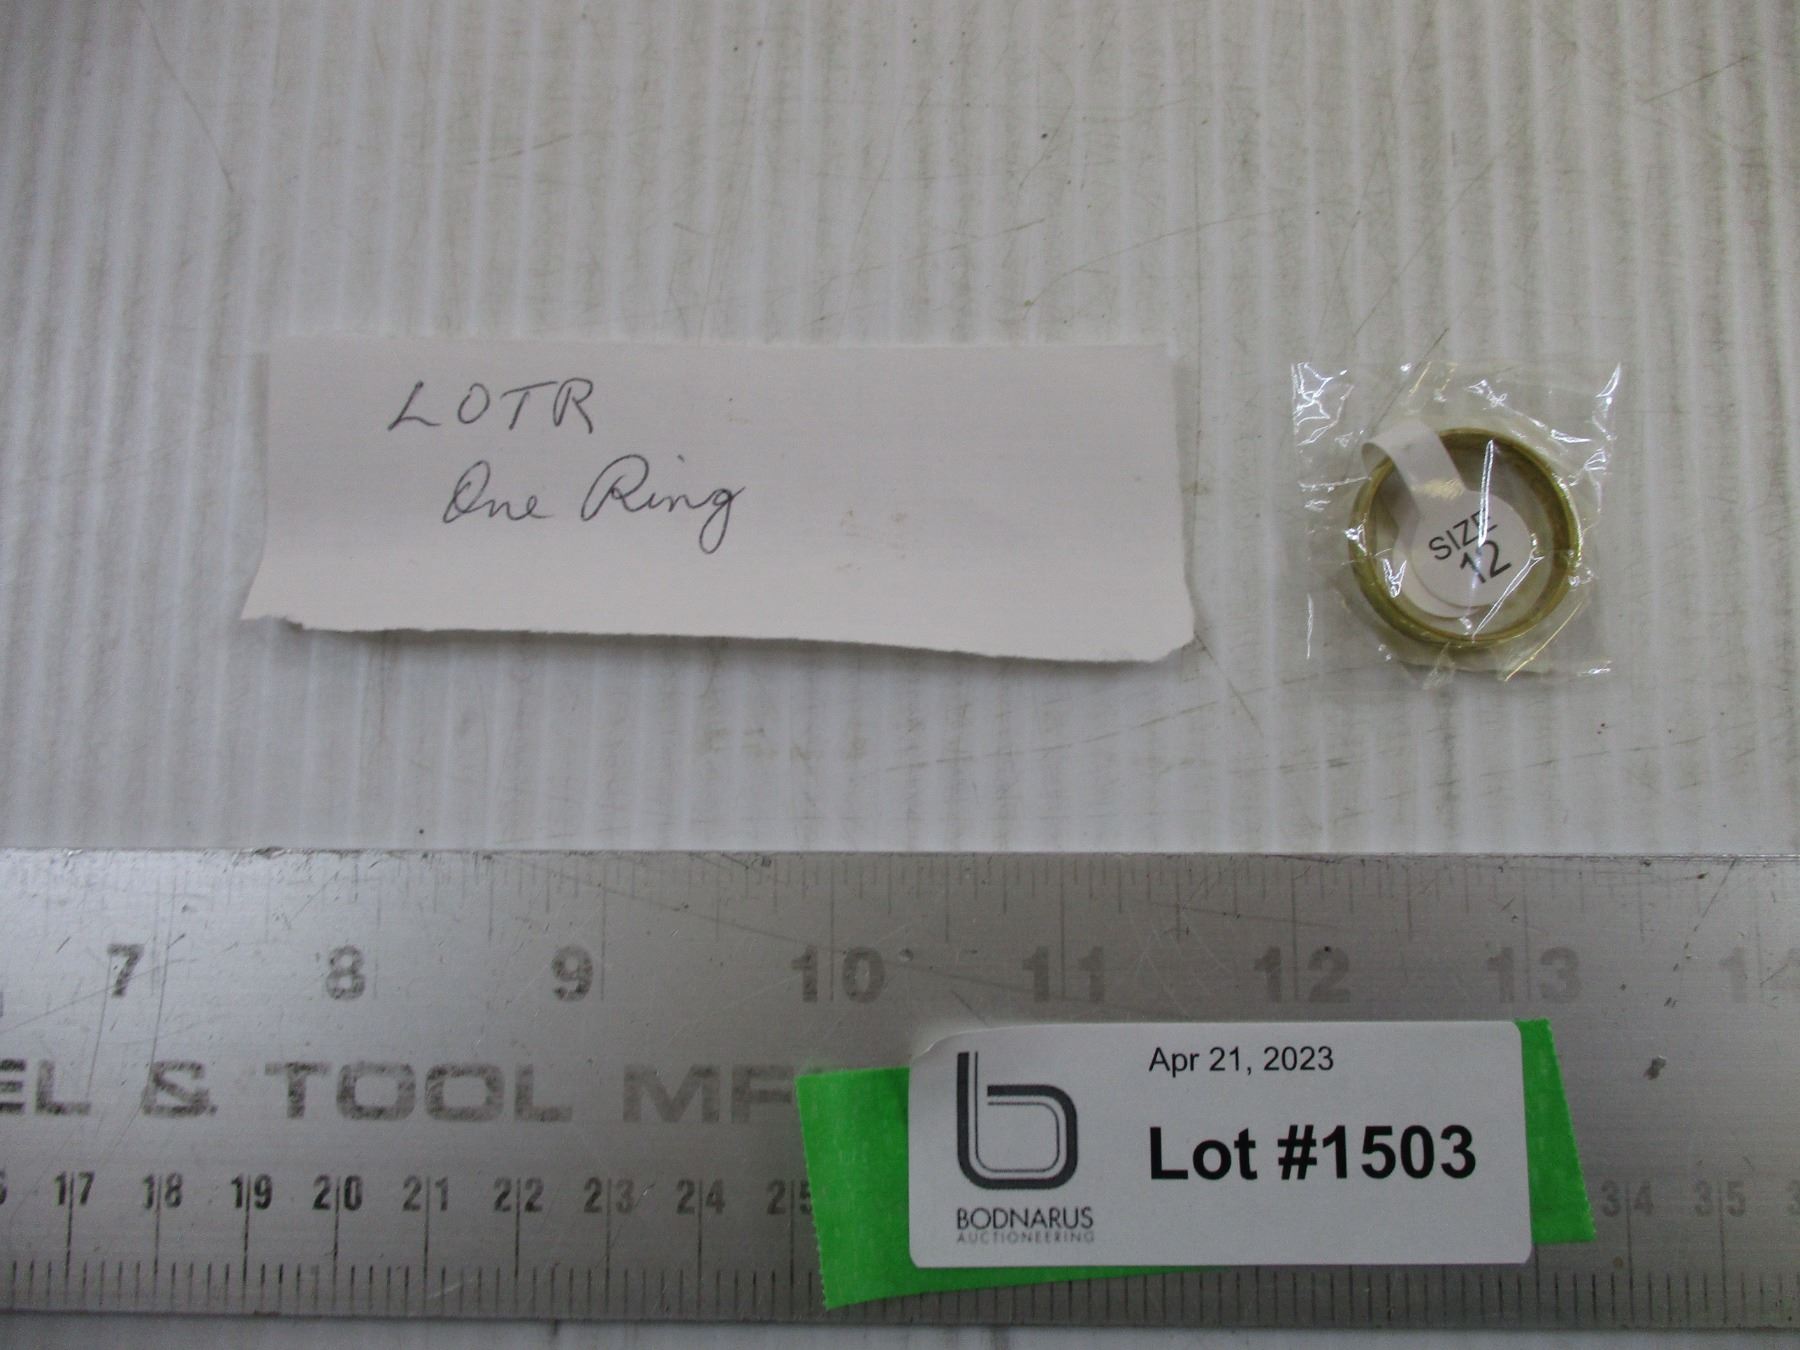 LOTR
One Ring
SIZE
12
7 8 9 10 11 12 13
EL & TOOL MF
17 18 19 20 21 22 23 24 25 34 35
Apr 21, 2023
Lot #1503
BODNARUS
AUCTIONEERING